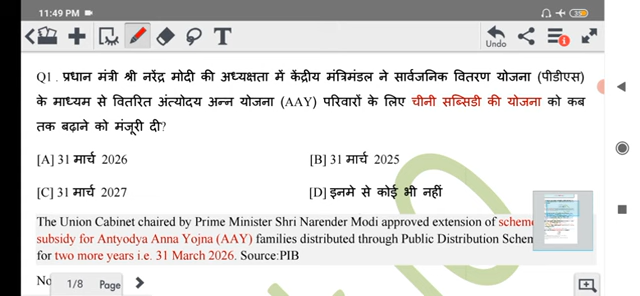 11:49 PM
35
T
Undo
Q1. प्रधान मंत्री श्री नरेंद्र मोदी की अध्यक्षता में केंद्रीय मंत्रिमंडल ने सार्वजनिक वितरण योजना (पीडीएस)
के माध्यम से वितरित अंत्योदय अन्न योजना (AAY) परिवारों के लिए चीनी सब्सिडी की योजना को कब
तक बढ़ाने को मंजूरी दी?
[A] 31 मार्च 2026 [B] 31 मार्च 2025
[C] 31 मार्च 2027 [D] इनमे से कोई भी नहीं
The Union Cabinet chaired by Prime Minister Shri Narender Modi approved extension of scheme
subsidy for Antyodya Anna Yojna (AAY) families distributed through Public Distribution Schem
for two more years i.e. 31 March 2026. Source:PIB
No
1/8 Page